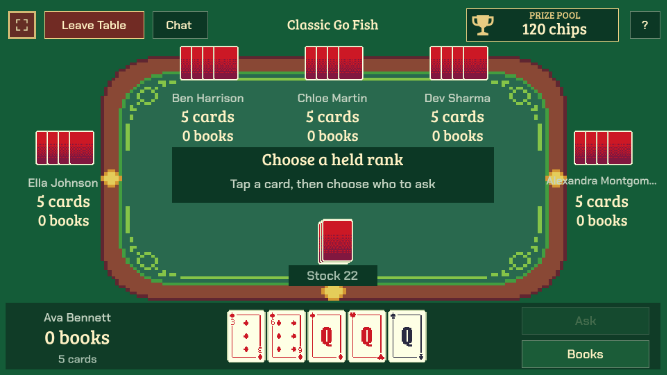 Leave Table
Chat
Classic Go Fish
PRIZE POOL
120 chips
?
Ben Harrison
5 cards
0 books
Chloe Martin
5 cards
0 books
Dev Sharma
5 cards
0 books
Ella Johnson
5 cards
0 books
Choose a held rank
Tap a card, then choose who to ask
Montgom...
5 cards
0 books
Stock 22
Ava Bennett
0 books
5 cards
3
6
Q
Q
Q
Ask
Books